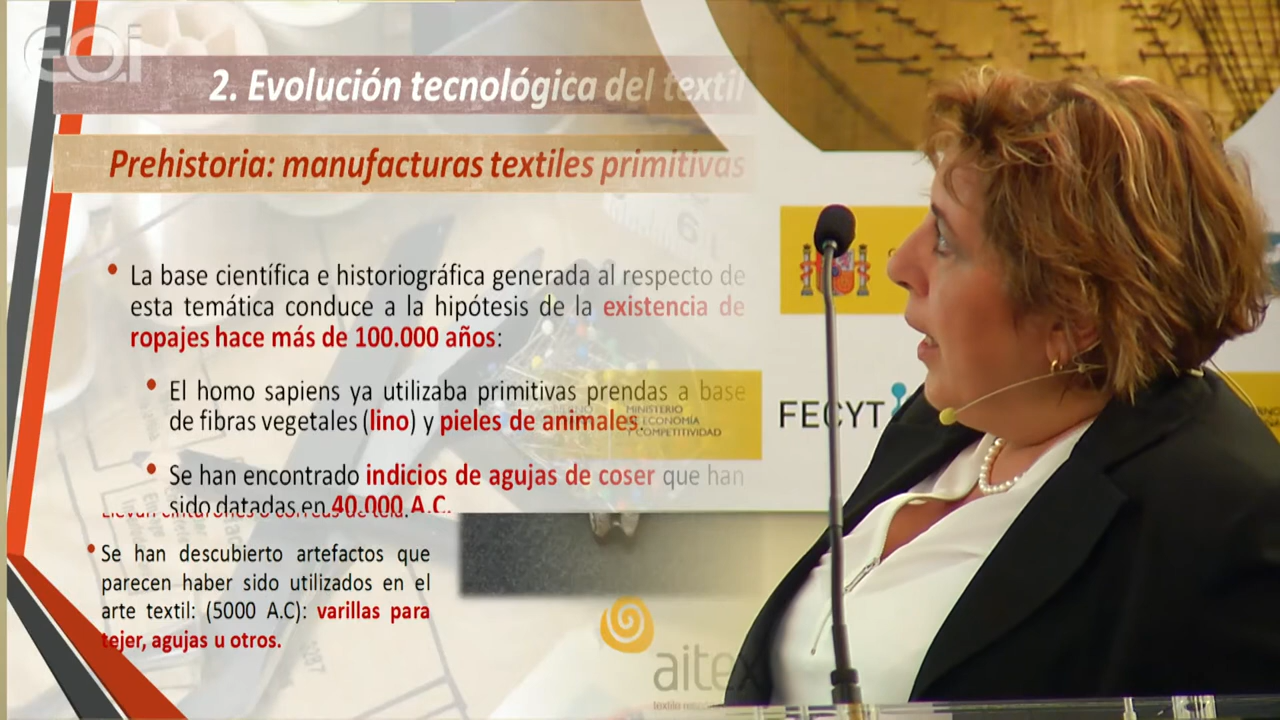 EOi
2. Evolución tecnológica del textil
Prehistoria: manufacturas textiles primitivas
• La base científica e historiográfica generada al respecto de
esta temática conduce a la hipótesis de la existencia de
ropajes hace más de 100.000 años:
• El homo sapiens ya utilizaba primitivas prendas a base
de fibras vegetales (lino) y pieles de animales.
MINISTERIO
DE ECONOMÍA
Y COMPETITIVIDAD
FECYT
• Se han encontrado indicios de agujas de coser que han
sido datadas en 40.000 A.C.
• Se han descubierto artefactos que
parecen haber sido utilizados en el
arte textil: (5000 A.C): varillas para
tejer, agujas u otros.
aitex